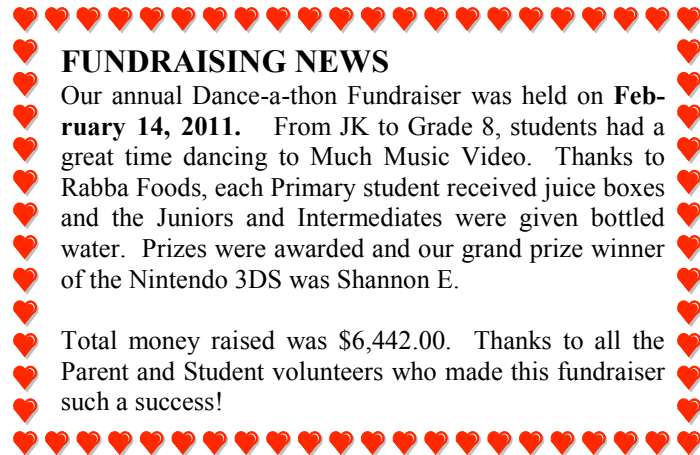 FUNDRAISING NEWS
Our annual Dance-a-thon Fundraiser was held on Feb-
ruary 14, 2011. From JK to Grade 8, students had a
great time dancing to Much Music Video. Thanks to
Rabba Foods, each Primary student received juice boxes
and the Juniors and Intermediates were given bottled
water. Prizes were awarded and our grand prize winner
of the Nintendo 3DS was Shannon E.
Total money raised was $6,442.00. Thanks to all the
Parent and Student volunteers who made this fundraiser
such a success!